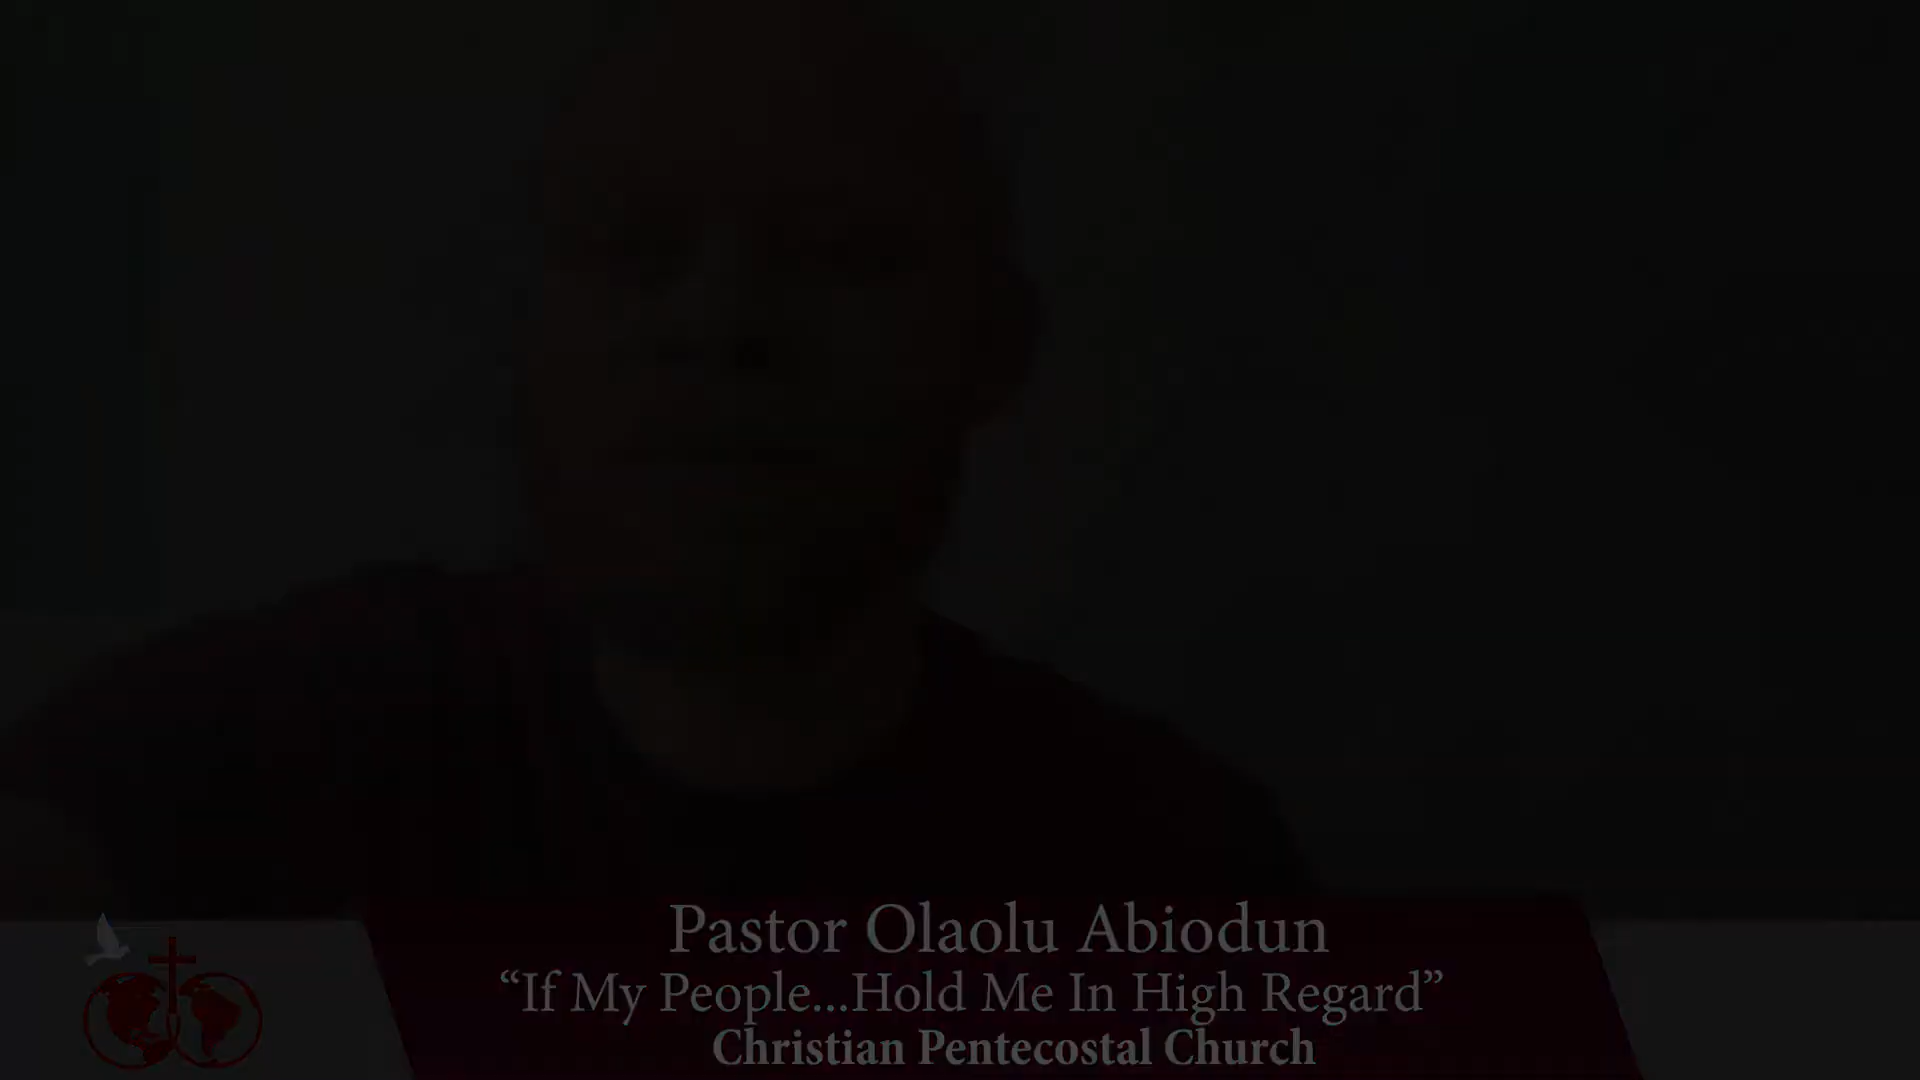 Pastor Olaolu Abiodun
“If My People...Hold Me In High Regard”
Christian Pentecostal Church